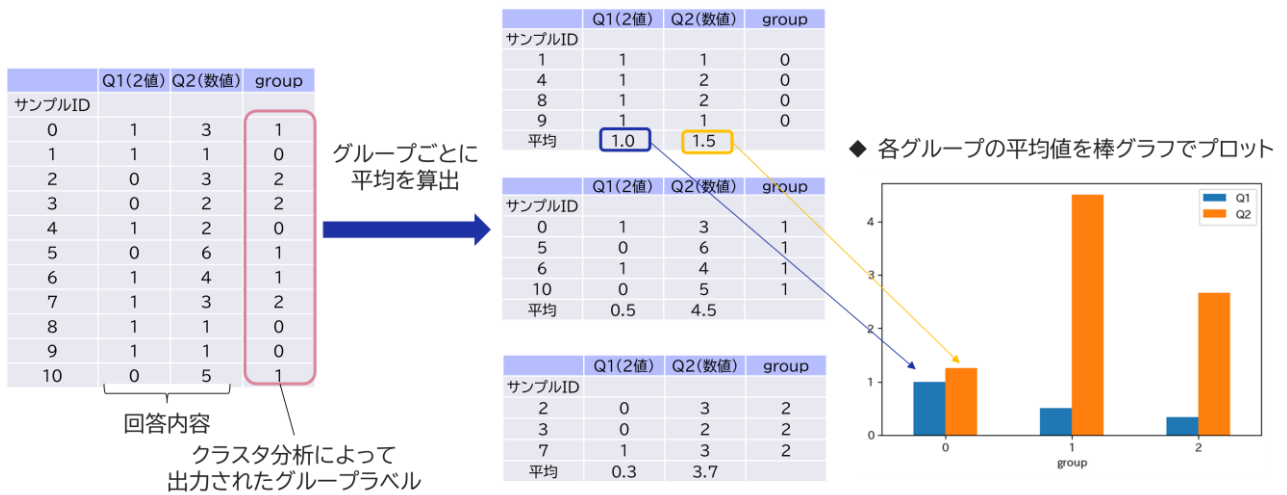 Q1(2値) Q2(数値) group
サンプルID
0 1 3 1
1 1 1 0
2 0 3 2
3 0 2 2
4 1 2 0
5 0 6 1
6 1 4 1
7 1 3 2
8 1 1 0
9 1 1 0
10 0 5 1
回答内容
クラスタ分析によって
出力されたグループラベル
グループごとに
平均を算出
Q1(2値) Q2(数値) group
サンプルID
1 1 1 0
4 1 2 0
8 1 2 0
9 1 1 0
平均 1.0 1.5
Q1(2値) Q2(数値) group
サンプルID
0 1 3 1
5 0 6 1
6 1 4 1
10 0 5 1
平均 0.5 4.5
Q1(2値) Q2(数値) group
サンプルID
2 0 3 2
3 0 2 2
7 1 3 2
平均 0.3 3.7
◆ 各グループの平均値を棒グラフでプロット
Q1
Q2
4
3
2
1
0
0 1 2
group